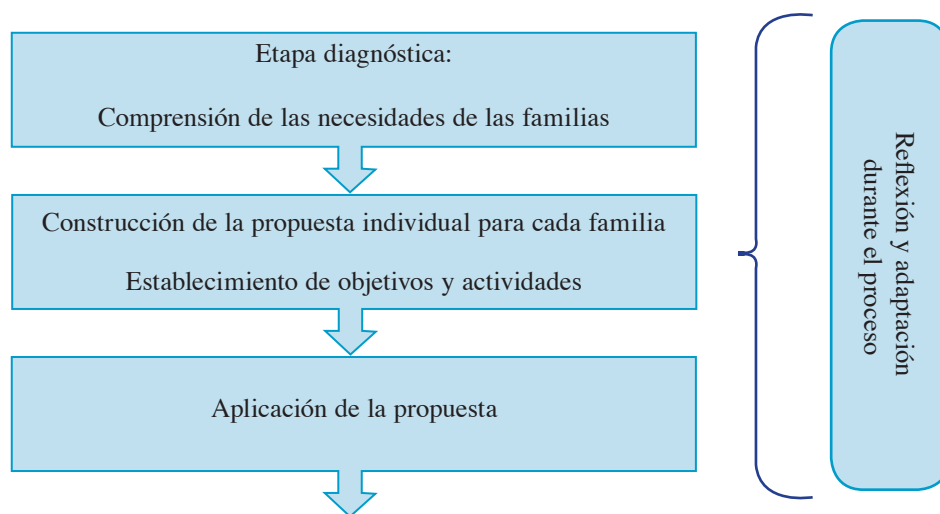 Etapa diagnóstica:
Comprensión de las necesidades de las familias
Construcción de la propuesta individual para cada familia
Establecimiento de objetivos y actividades
Aplicación de la propuesta
Reflexión y adaptación
durante el proceso